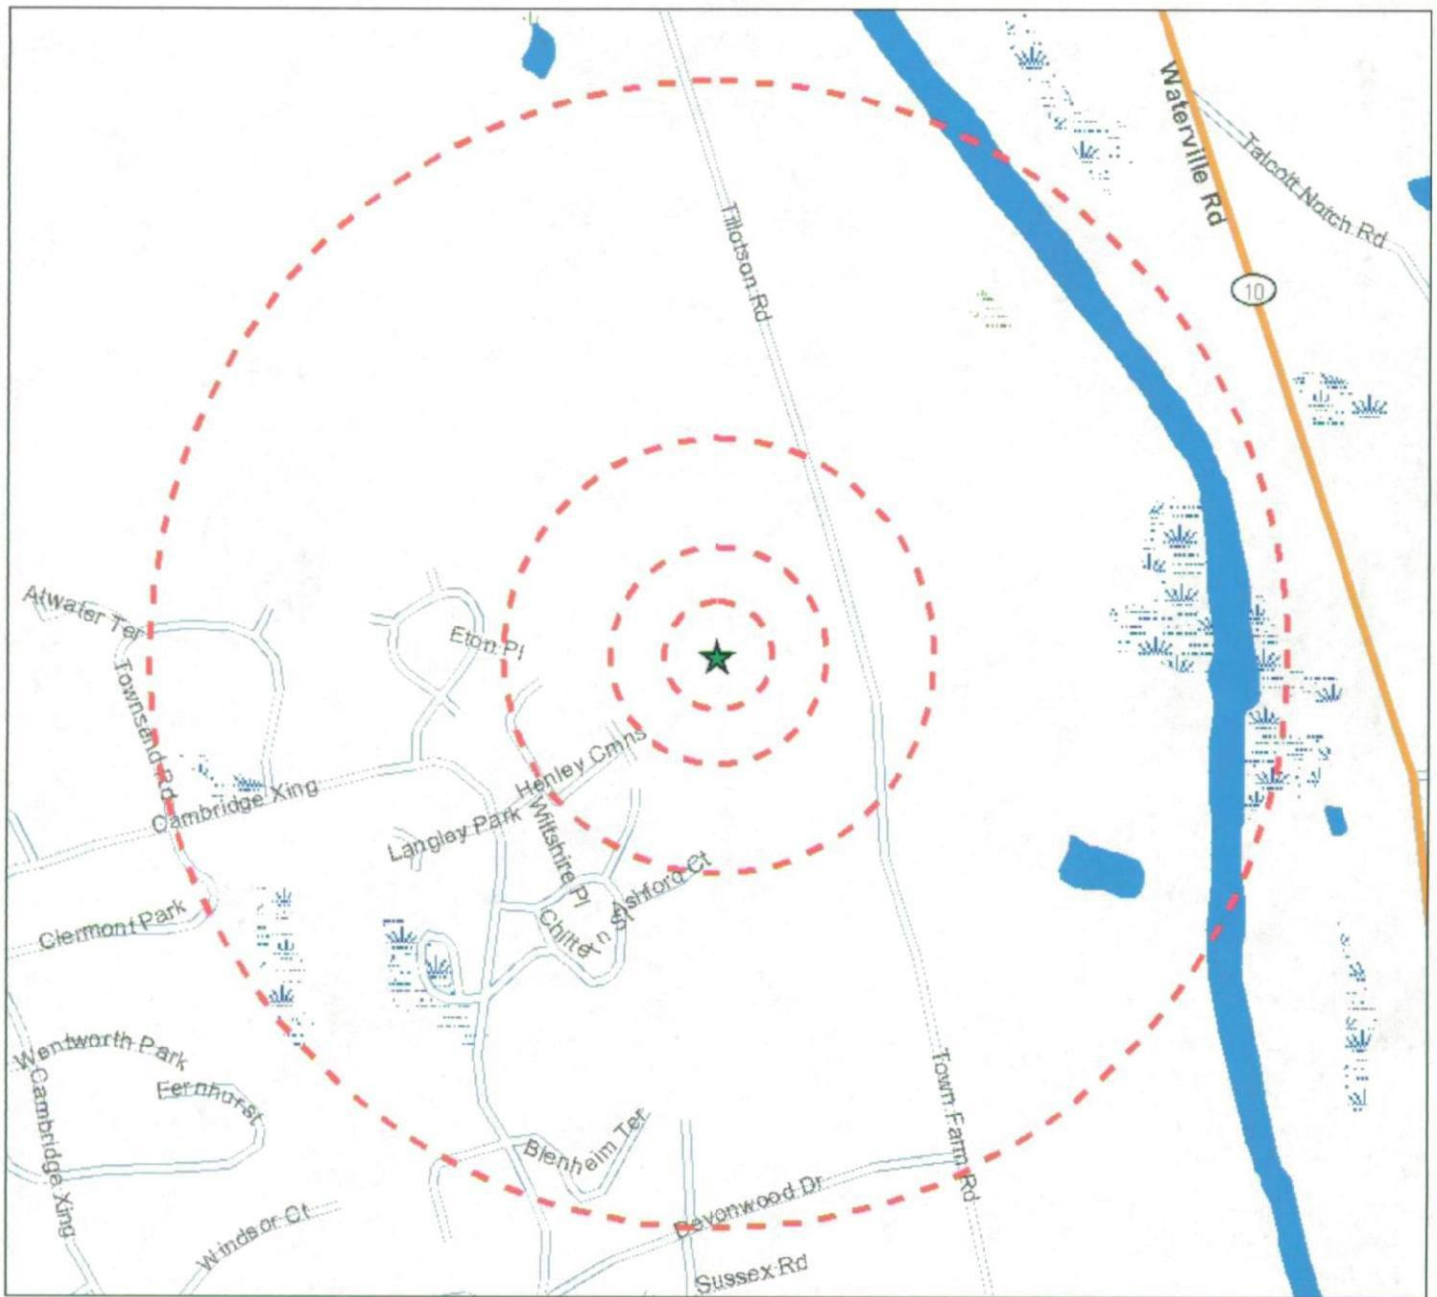 Waterville Rd
Talcott Notch Rd
Tillotson Rd
10
Atwater Ter
Eton Pl
Townsend Rd
Henley Cmns
Cambridge Xing
Langley Park
Wiltshire Pl
Ashford Ct
Clermont Park
Wentworth Park
Fernhurst
Cambridge Xing
Blenheim Ter
Town Farm Rd
Devonwood Dr
Windsor Ct
Sussex Rd